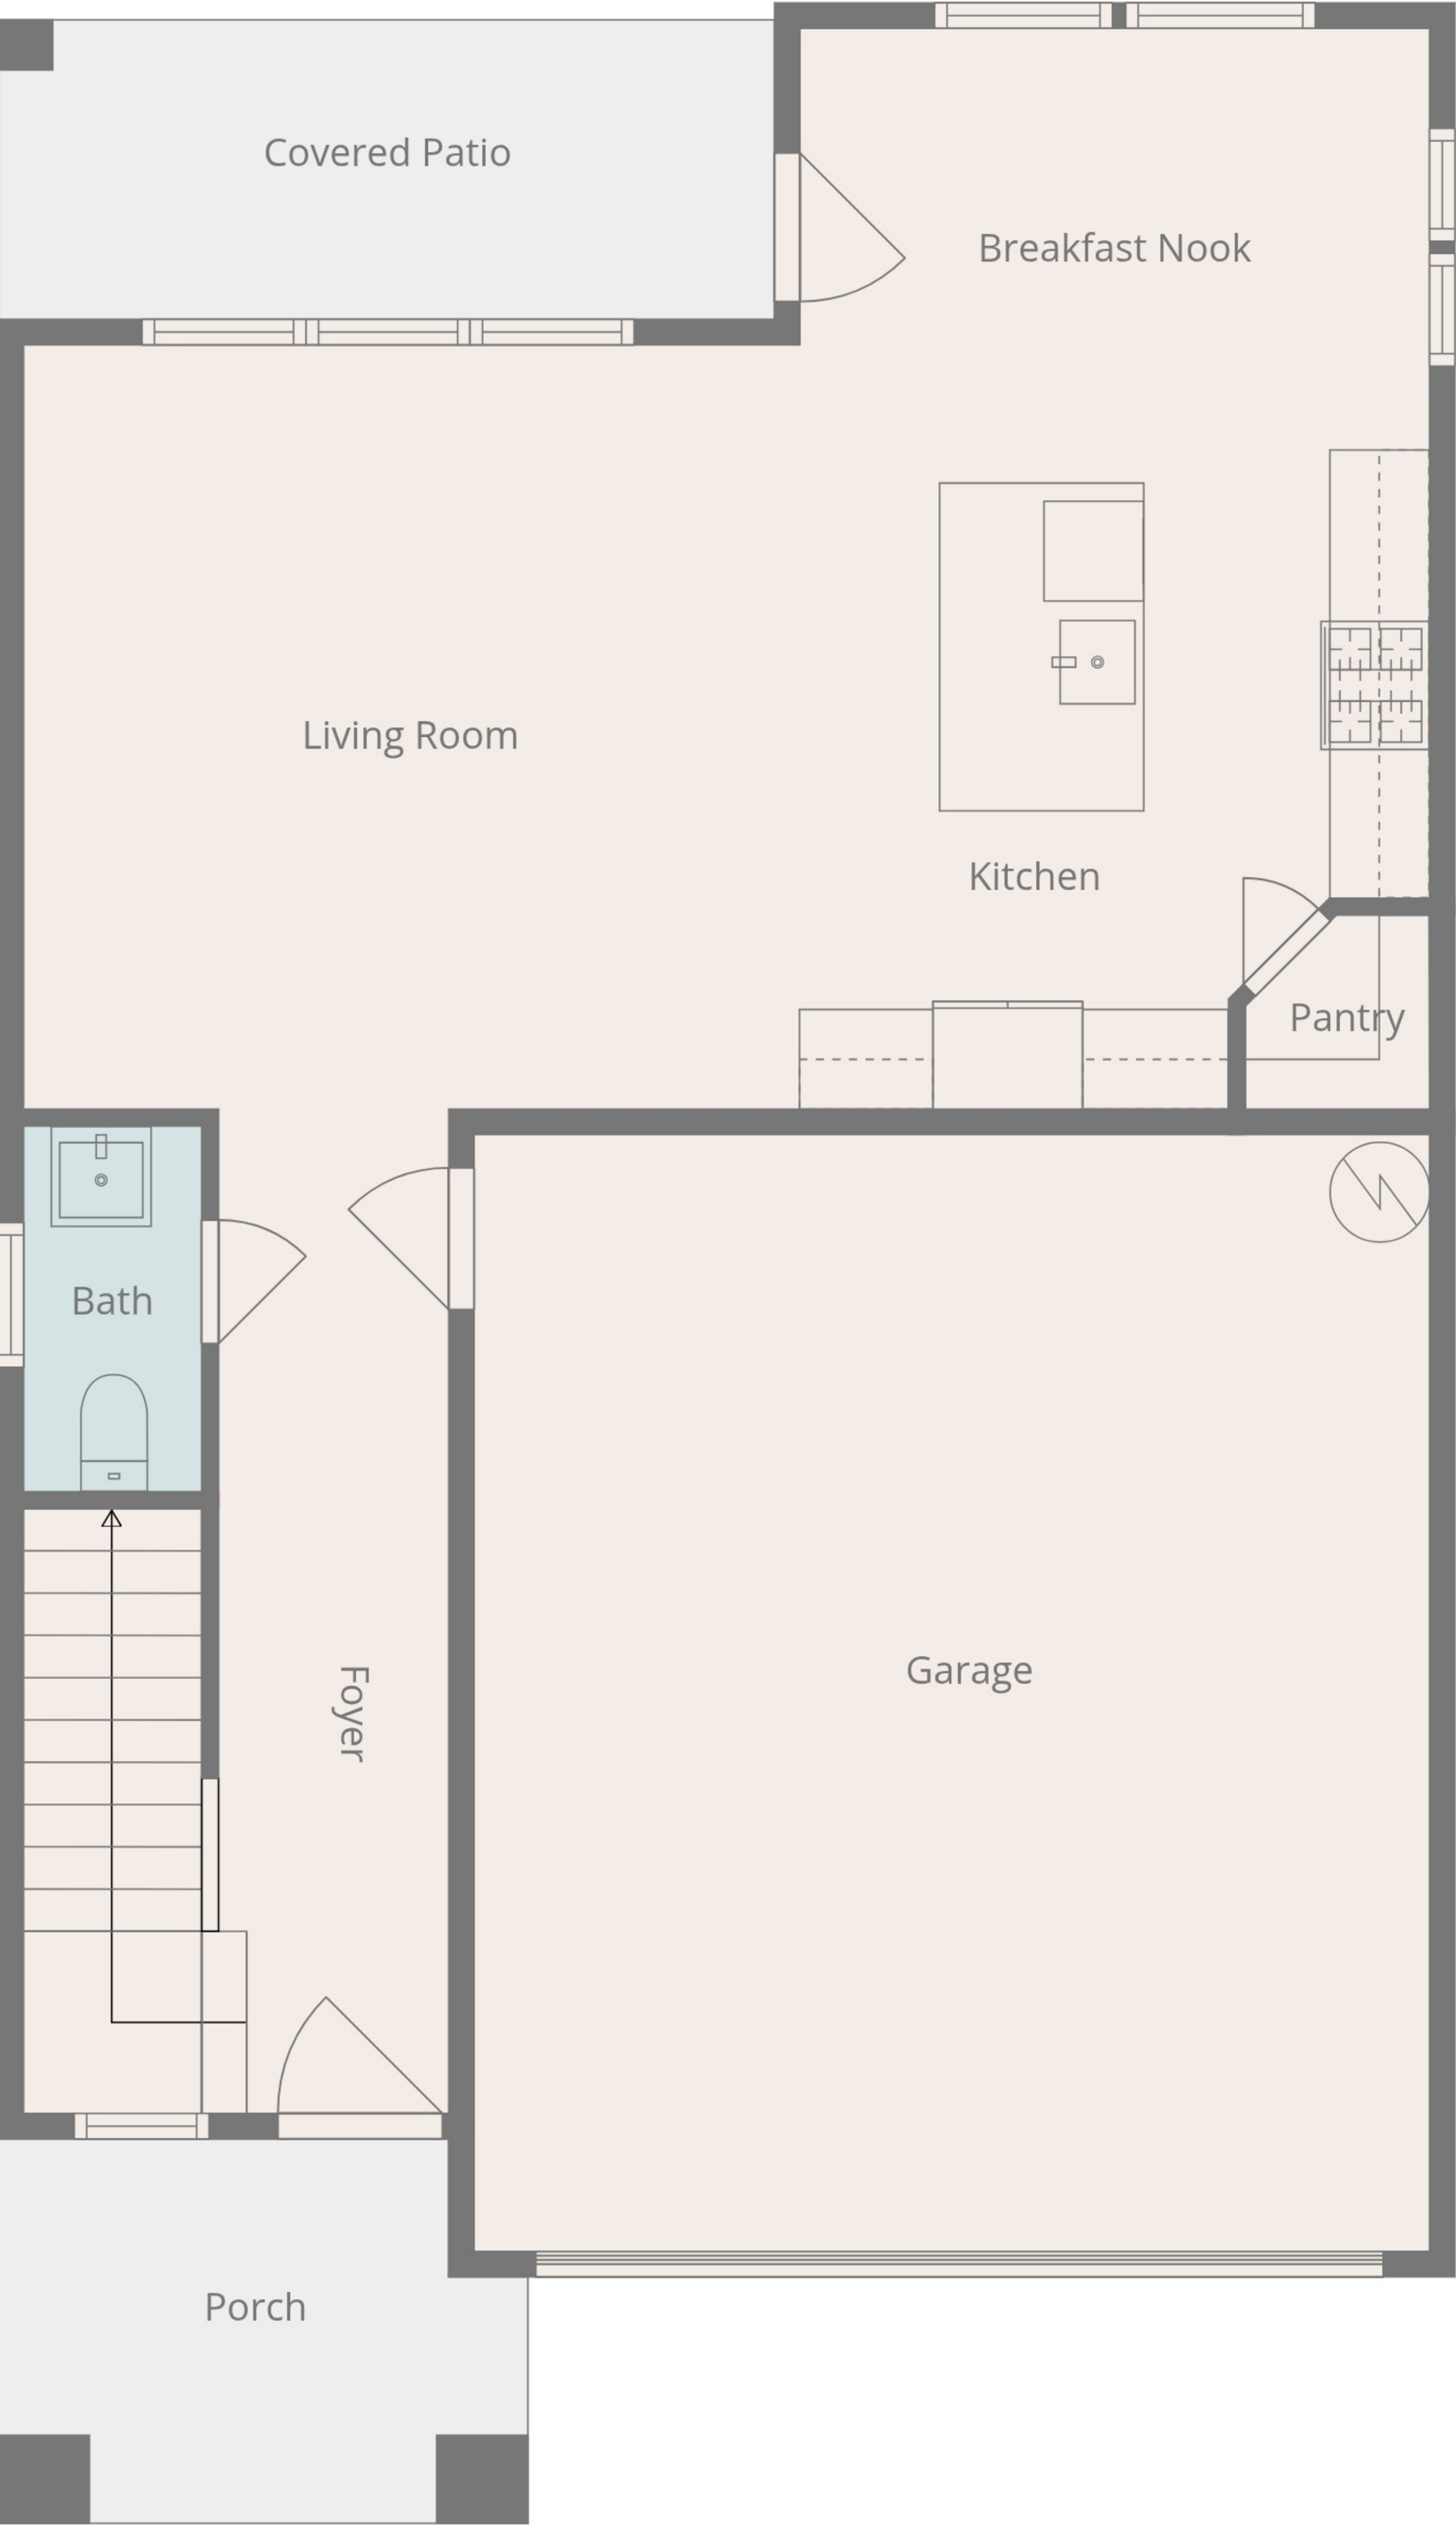 Covered Patio
Breakfast Nook
Living Room
Kitchen
Pantry
Bath
Foyer
Garage
Porch